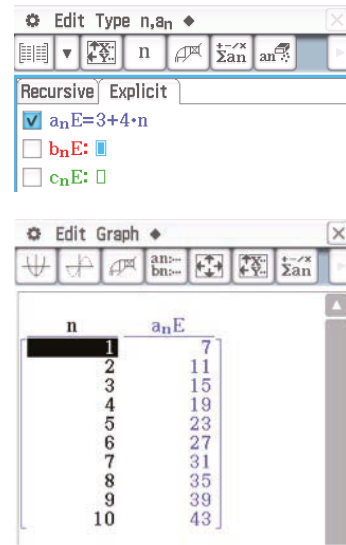 Edit Type n,an
n Σan an
Recursive Explicit
anE=3+4·n
bnE:
cnE:
Edit Graph
an:... bn:... Σan
n anE
1 7
2 11
3 15
4 19
5 23
6 27
7 31
8 35
9 39
10 43